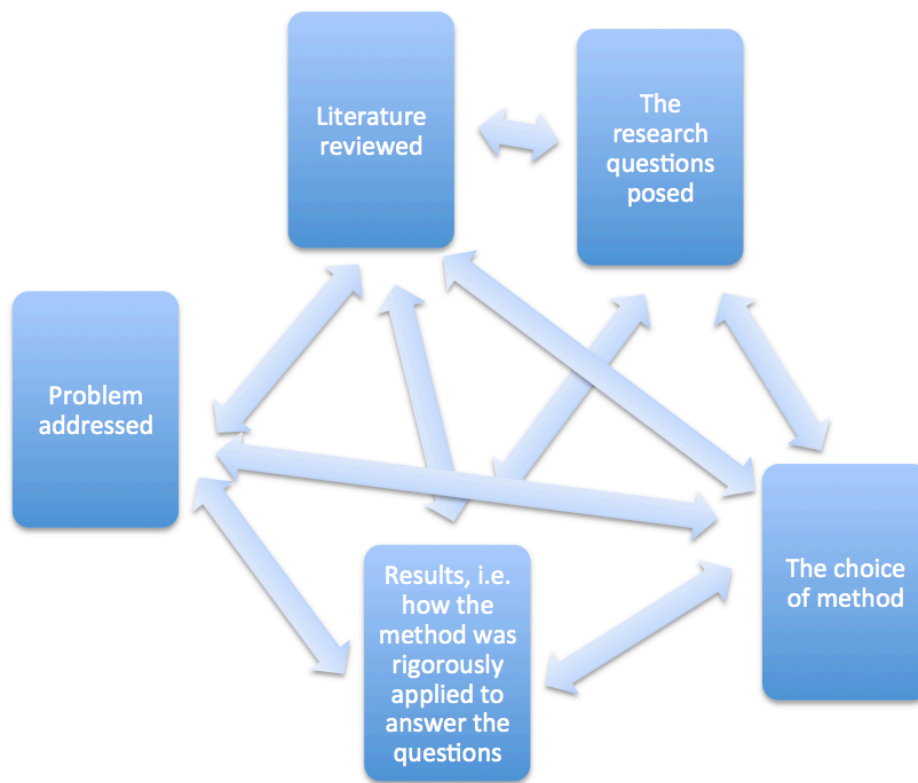 Literature
reviewed
The
research
questions
posed
Problem
addressed
Results, i.e.
how the
method was
rigorously
applied to
answer the
questions
The choice
of method